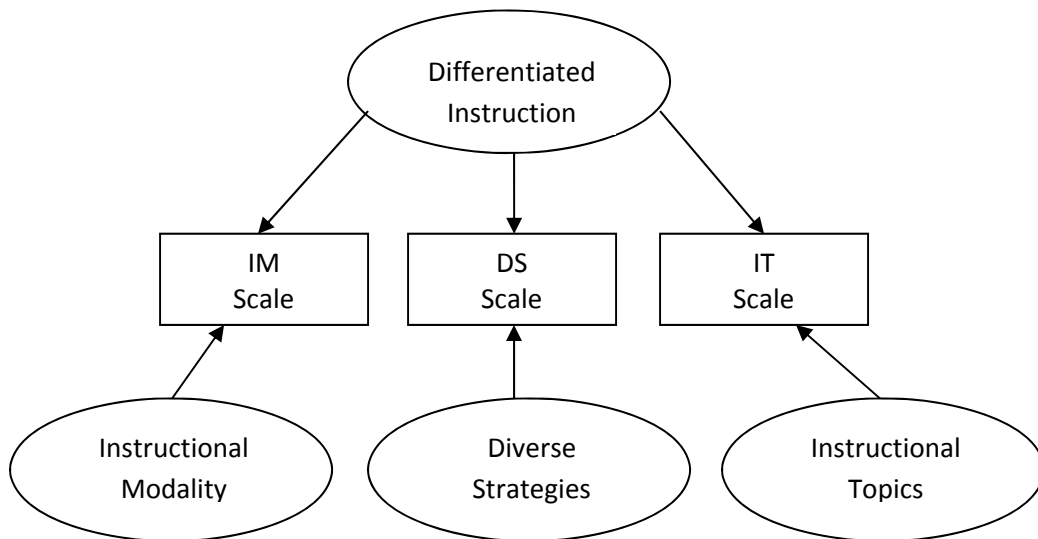 Differentiated
Instruction
IM
Scale
DS
Scale
IT
Scale
Instructional
Modality
Diverse
Strategies
Instructional
Topics